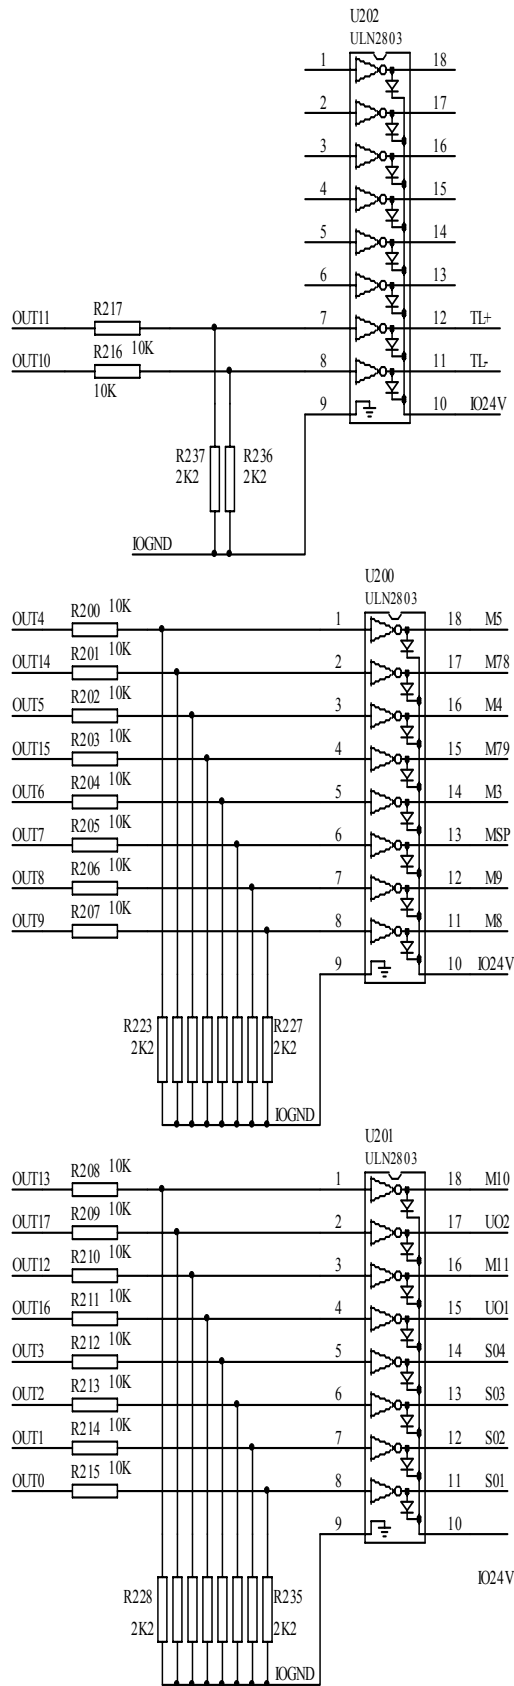 U202
ULN2803
1 18
2 17
3 16
4 15
5 14
6 13
OUT11 R217 10K 7 12 TL+
OUT10 R216 10K 8 11 TL-
9 10 IO24V
R237 R236
2K2 2K2
IOGND
U200
ULN2803
OUT4 R200 10K 1 18 M5
OUT14 R201 10K 2 17 M78
OUT5 R202 10K 3 16 M4
OUT15 R203 10K 4 15 M79
OUT6 R204 10K 5 14 M3
OUT7 R205 10K 6 13 MSP
OUT8 R206 10K 7 12 M9
OUT9 R207 10K 8 11 M8
9 10 IO24V
R223 R227
2K2 2K2
IOGND
U201
ULN2803
OUT13 R208 10K 1 18 M10
OUT17 R209 10K 2 17 UO2
OUT12 R210 10K 3 16 M11
OUT16 R211 10K 4 15 UO1
OUT3 R212 10K 5 14 S04
OUT2 R213 10K 6 13 S03
OUT1 R214 10K 7 12 S02
OUT0 R215 10K 8 11 S01
9 10
IO24V
R228 R235
2K2 2K2
IOGND